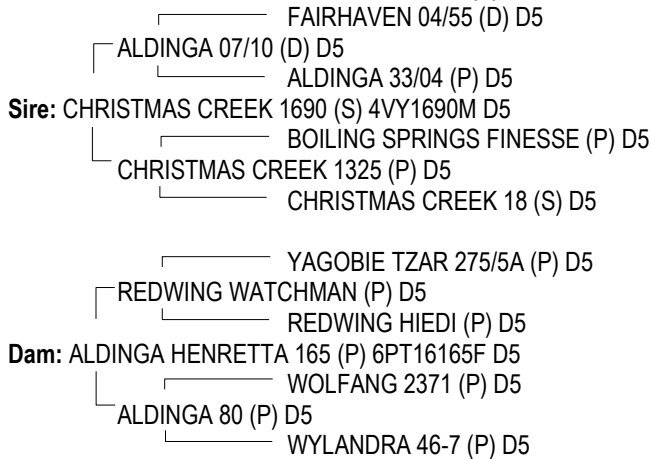 FAIRHAVEN 04/55 (D) D5
ALDINGA 07/10 (D) D5
ALDINGA 33/04 (P) D5
Sire: CHRISTMAS CREEK 1690 (S) 4VY1690M D5
BOILING SPRINGS FINESSE (P) D5
CHRISTMAS CREEK 1325 (P) D5
CHRISTMAS CREEK 18 (S) D5
YAGOBIE TZAR 275/5A (P) D5
REDWING WATCHMAN (P) D5
REDWING HIEDI (P) D5
Dam: ALDINGA HENRETTA 165 (P) 6PT16165F D5
WOLFANG 2371 (P) D5
ALDINGA 80 (P) D5
WYLANDRA 46-7 (P) D5